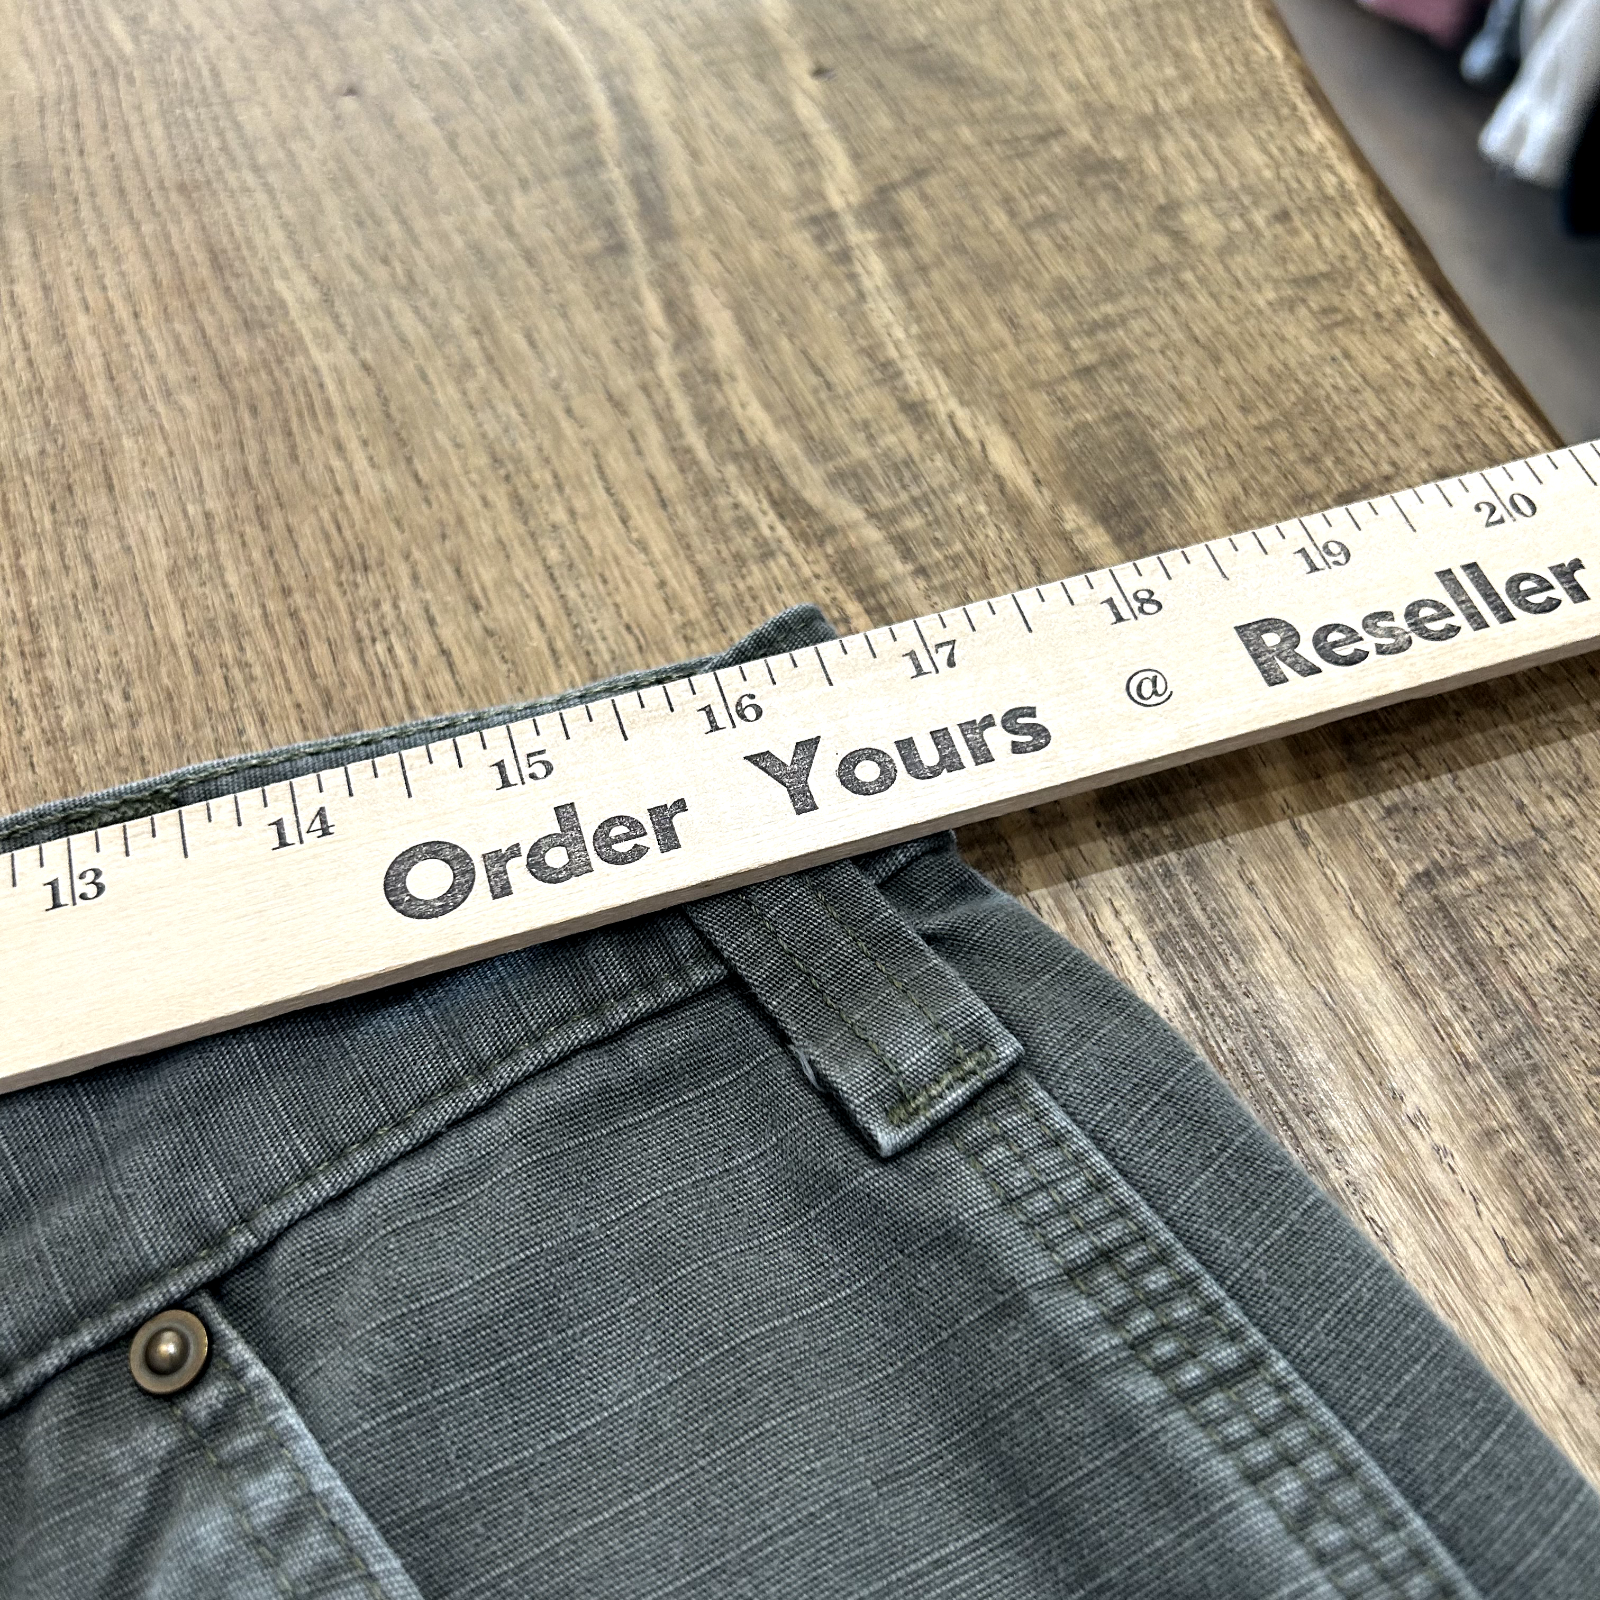 13 14 15 16 17 18 19 20
Order Yours @ Reseller